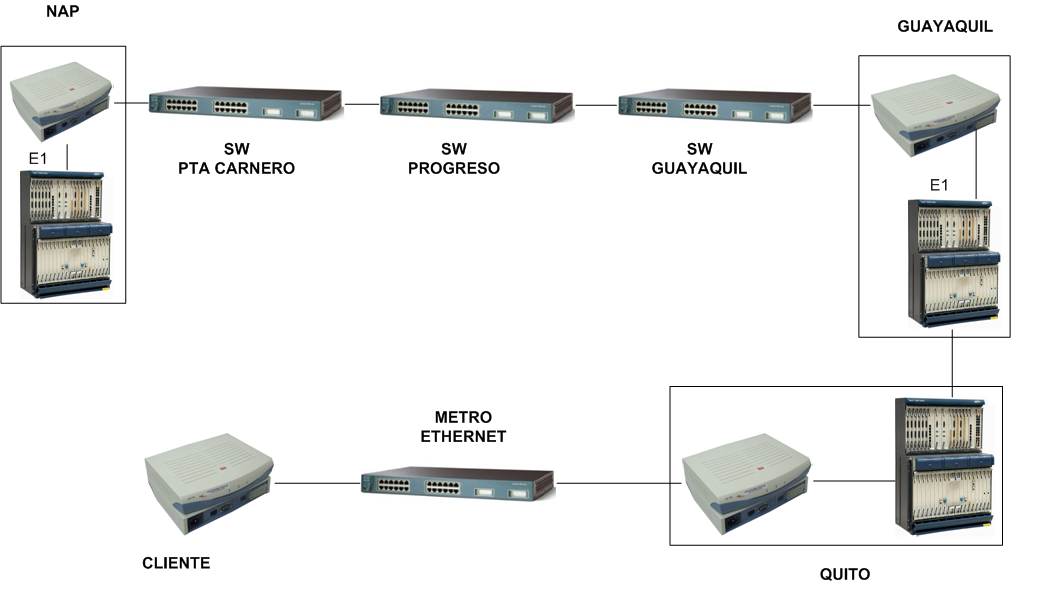 NAP
GUAYAQUIL
E1
SW
PTA CARNERO
SW
PROGRESO
SW
GUAYAQUIL
E1
METRO
ETHERNET
CLIENTE
QUITO